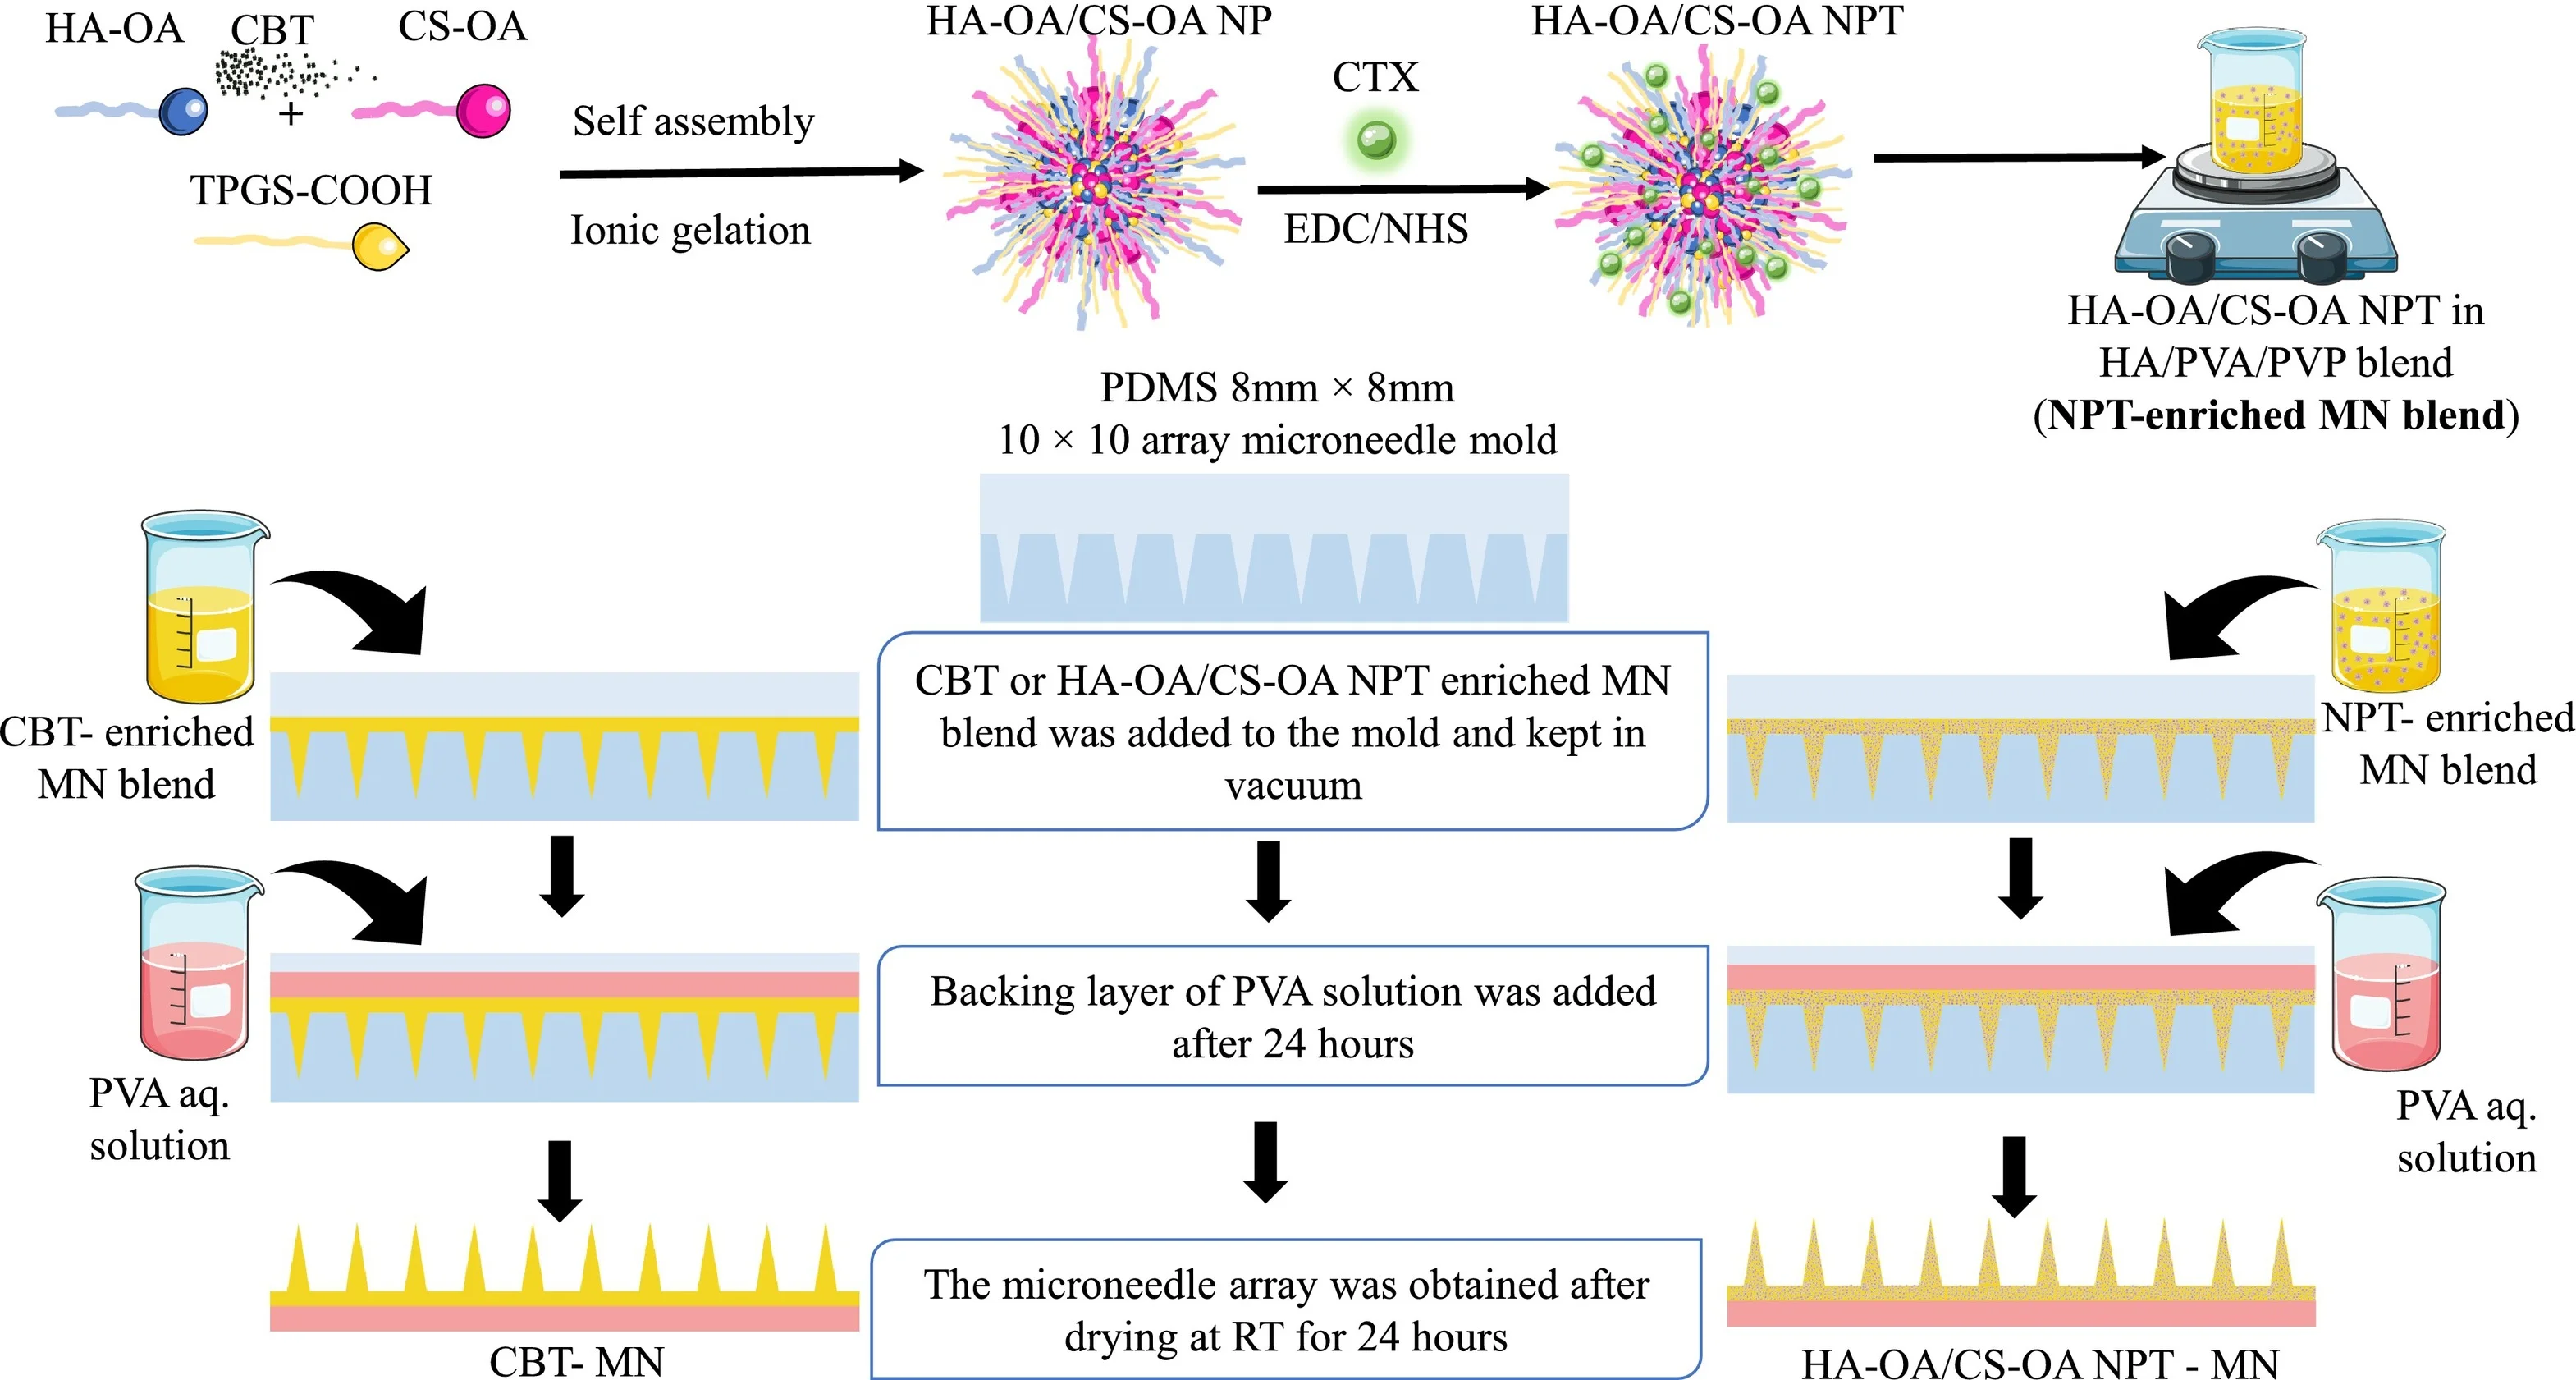 HA-OA
CBT
CS-OA
+
TPGS-COOH
Self assembly
Ionic gelation
HA-OA/CS-OA NP
CTX
EDC/NHS
HA-OA/CS-OA NPT
HA-OA/CS-OA NPT in
HA/PVA/PVP blend
(NPT-enriched MN blend)
PDMS 8mm × 8mm
10 × 10 array microneedle mold
CBT- enriched
MN blend
CBT or HA-OA/CS-OA NPT enriched MN
blend was added to the mold and kept in
vacuum
NPT- enriched
MN blend
PVA aq.
solution
Backing layer of PVA solution was added
after 24 hours
PVA aq.
solution
CBT- MN
The microneedle array was obtained after
drying at RT for 24 hours
HA-OA/CS-OA NPT - MN